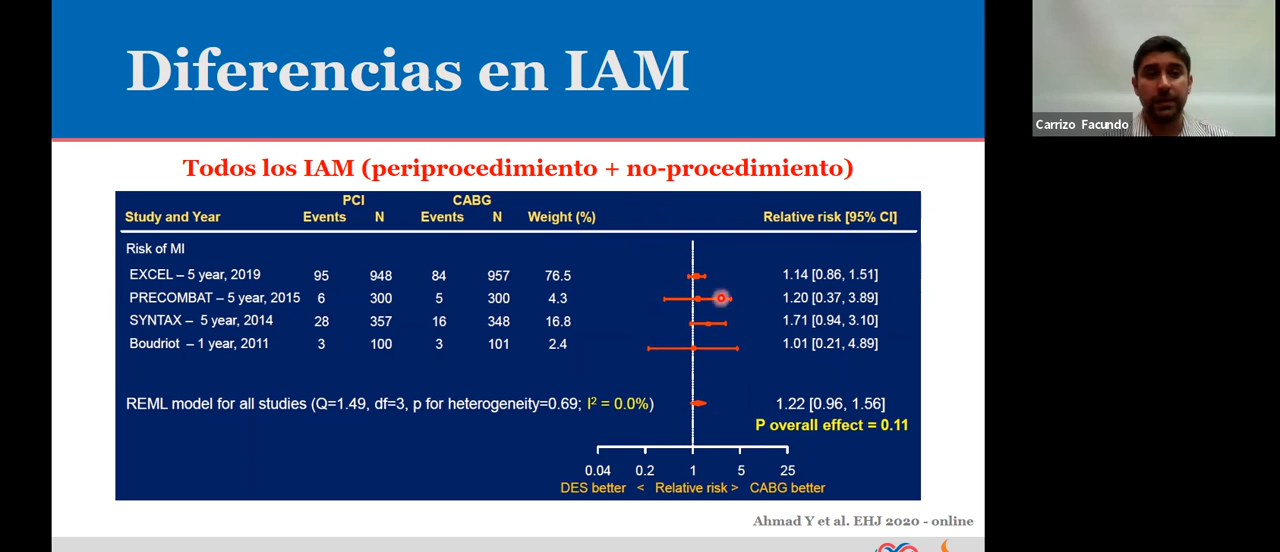 Diferencias en IAM
Carrizo Facundo
Todos los IAM (periprocedimiento + no-procedimiento)
PCI CABG
Study and Year Events N Events N Weight (%) Relative risk [95% CI]
Risk of MI
EXCEL – 5 year, 2019 95 948 84 957 76.5 1.14 [0.86, 1.51]
PRECOMBAT – 5 year, 2015 6 300 5 300 4.3 1.20 [0.37, 3.89]
SYNTAX – 5 year, 2014 28 357 16 348 16.8 1.71 [0.94, 3.10]
Boudriot – 1 year, 2011 3 100 3 101 2.4 1.01 [0.21, 4.89]
REML model for all studies (Q=1.49, df=3, p for heterogeneity=0.69; I² = 0.0%) 1.22 [0.96, 1.56]
P overall effect = 0.11
0.04 0.2 1 5 25
DES better < Relative risk > CABG better
Ahmad Y et al. EHJ 2020 - online